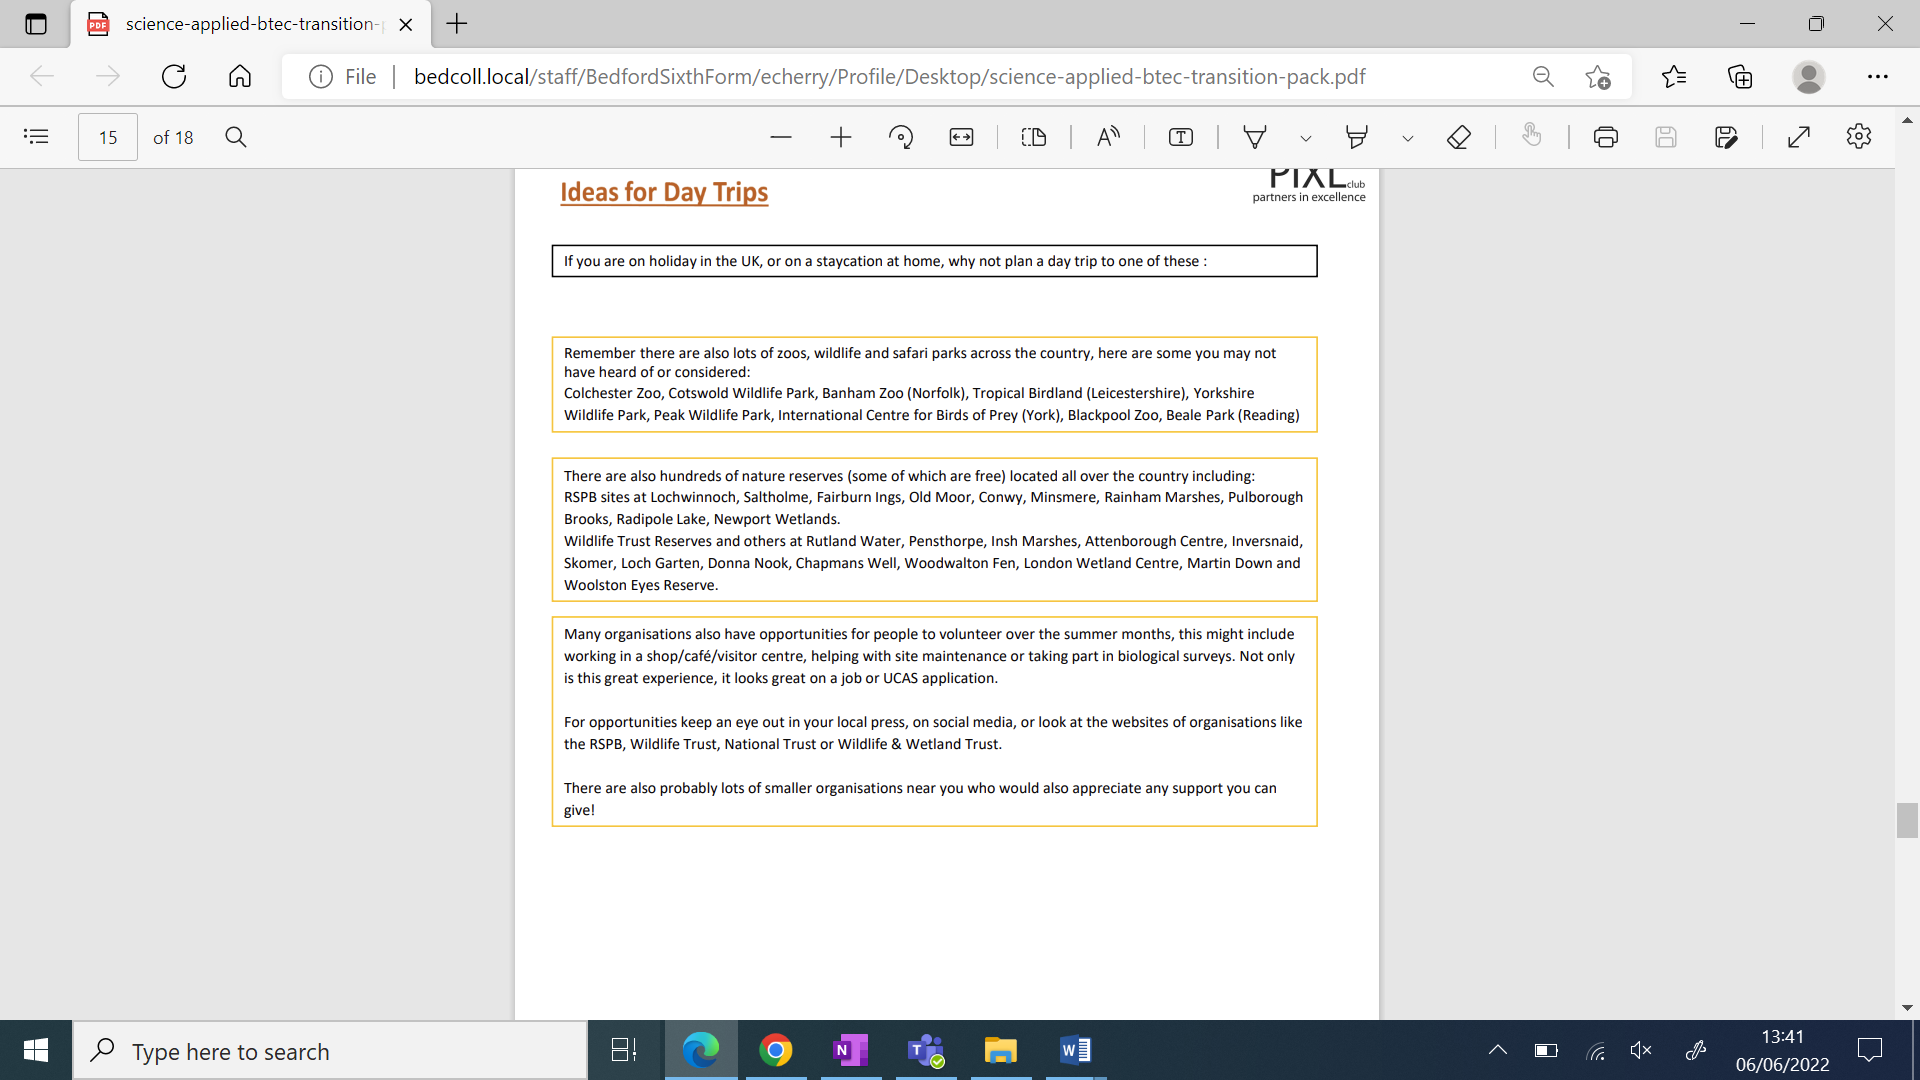 science-applied-btec-transition-p
File
bedcoll.local/staff/BedfordSixthForm/echerry/Profile/Desktop/science-applied-btec-transition-pack.pdf
15 of 18
Ideas for Day Trips
PIXL club
partners in excellence
If you are on holiday in the UK, or on a staycation at home, why not plan a day trip to one of these :
Remember there are also lots of zoos, wildlife and safari parks across the country, here are some you may not
have heard of or considered:
Colchester Zoo, Cotswold Wildlife Park, Banham Zoo (Norfolk), Tropical Birdland (Leicestershire), Yorkshire
Wildlife Park, Peak Wildlife Park, International Centre for Birds of Prey (York), Blackpool Zoo, Beale Park (Reading)
There are also hundreds of nature reserves (some of which are free) located all over the country including:
RSPB sites at Lochwinnoch, Saltholme, Fairburn Ings, Old Moor, Conwy, Minsmere, Rainham Marshes, Pulborough
Brooks, Radipole Lake, Newport Wetlands.
Wildlife Trust Reserves and others at Rutland Water, Pensthorpe, Insh Marshes, Attenborough Centre, Inversnaid,
Skomer, Loch Garten, Donna Nook, Chapmans Well, Woodwalton Fen, London Wetland Centre, Martin Down and
Woolston Eyes Reserve.
Many organisations also have opportunities for people to volunteer over the summer months, this might include
working in a shop/café/visitor centre, helping with site maintenance or taking part in biological surveys. Not only
is this great experience, it looks great on a job or UCAS application.
For opportunities keep an eye out in your local press, on social media, or look at the websites of organisations like
the RSPB, Wildlife Trust, National Trust or Wildlife & Wetland Trust.
There are also probably lots of smaller organisations near you who would also appreciate any support you can
give!
Type here to search
13:41
06/06/2022